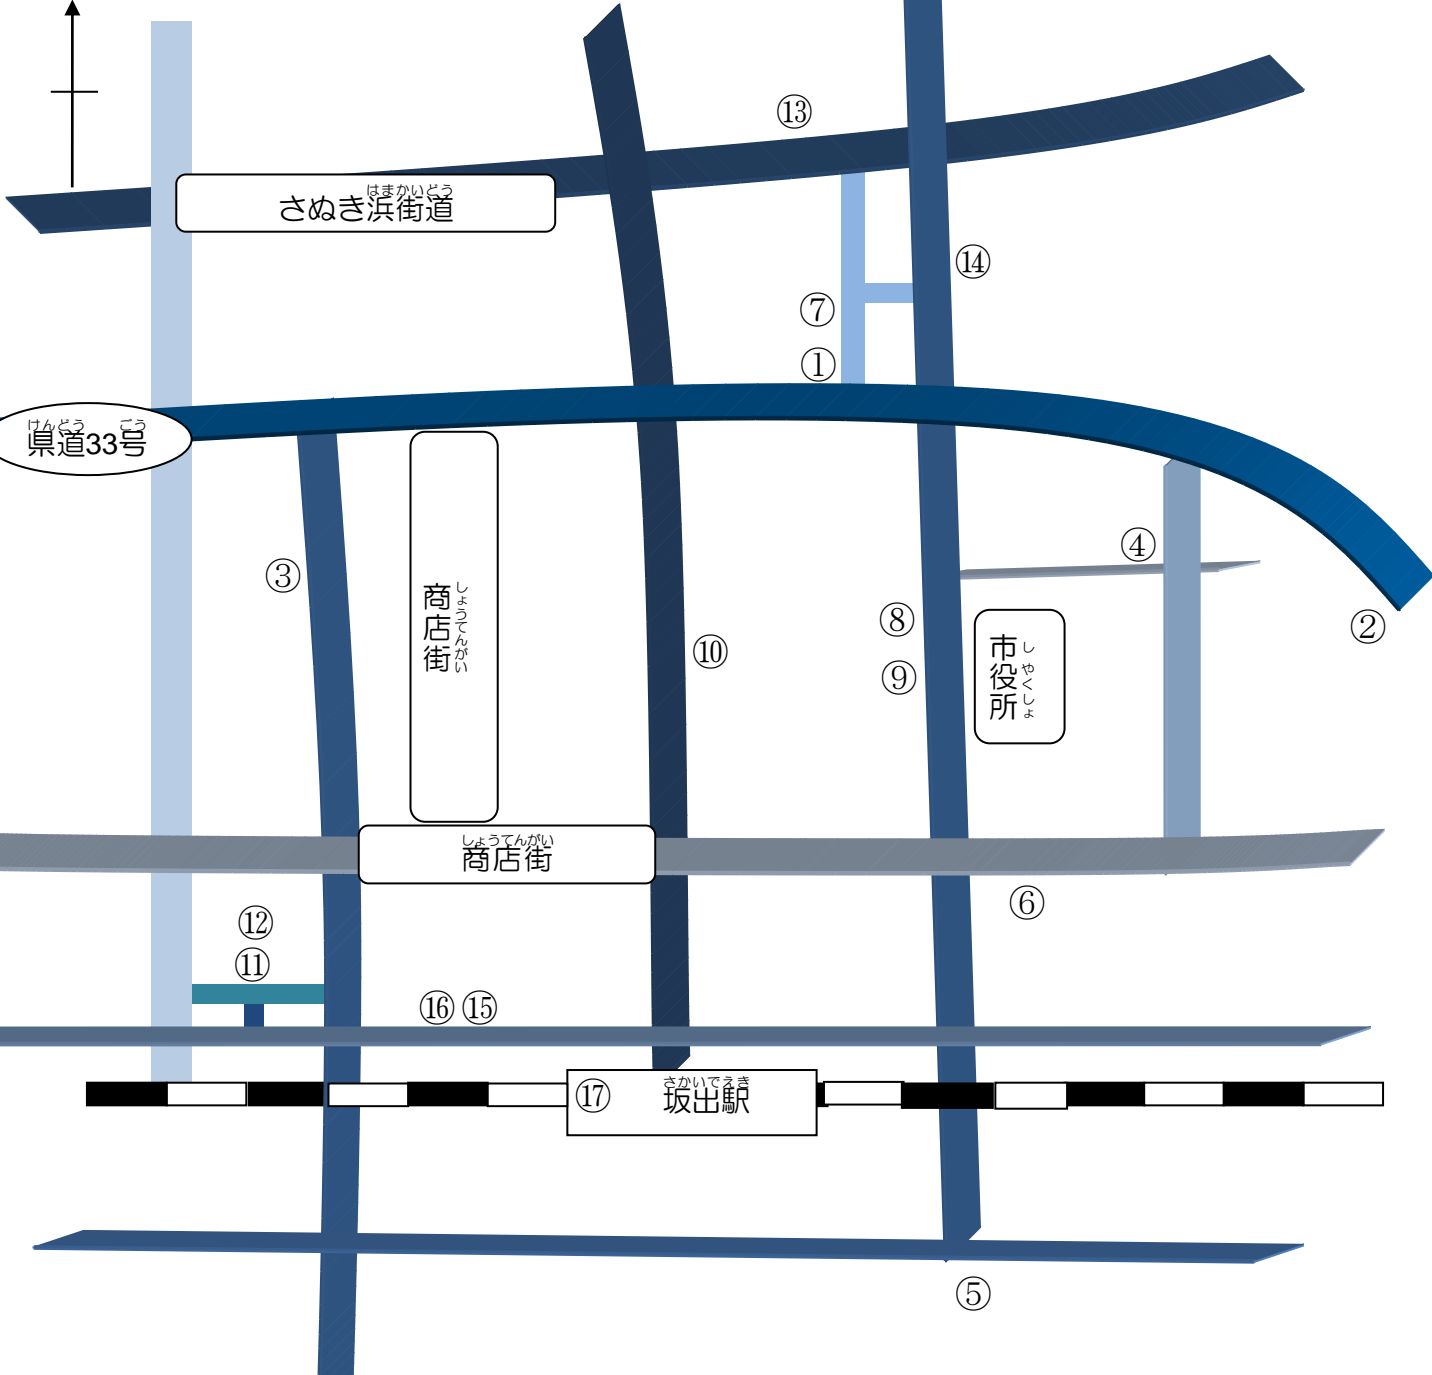 ⑬
はまかいどう
さぬき浜街道
⑭
⑦
①
けんどう ごう
県道33号
③
④
商店街
しょうてんがい
⑧
②
⑩
市役所
し やくしょ
⑨
しょうてんがい
商店街
⑥
⑫
⑪
⑯⑮
さかいでえき
⑰ 坂出駅
⑤